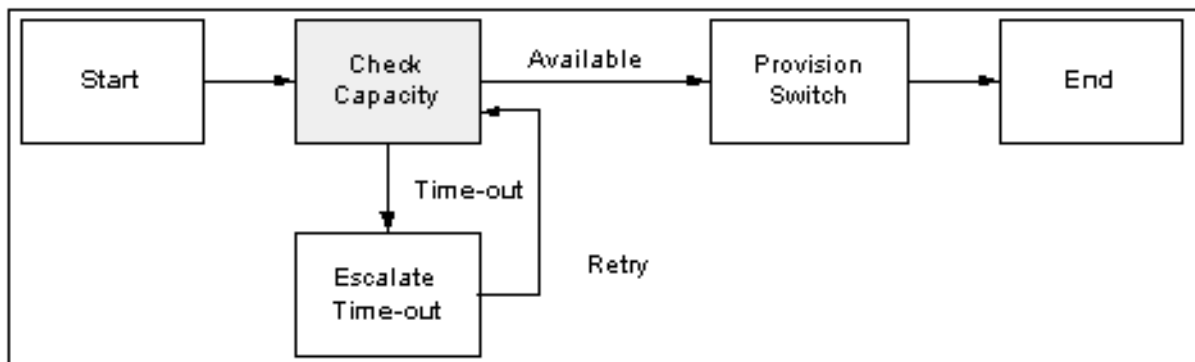 Start
Check
Capacity
Available
Provision
Switch
End
Time-out
Escalate
Time-out
Retry